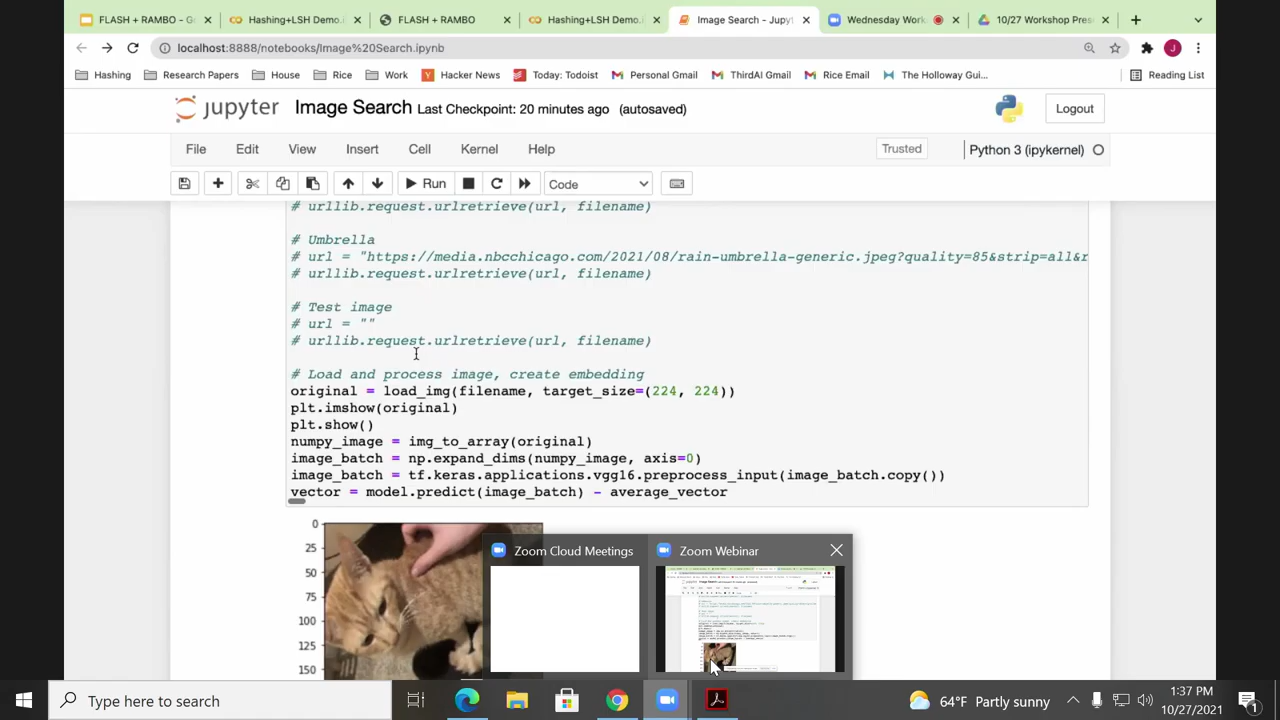 FLASH + RAMBO - G
Hashing+LSH Demo.i
FLASH + RAMBO
Hashing+LSH Demo.i
Image Search - Jupyt
Wednesday Work
10/27 Workshop Pres
localhost:8888/notebooks/Image%20Search.ipynb
Hashing
Research Papers
House
Rice
Work
Hacker News
Today: Todoist
Personal Gmail
ThirdAI Gmail
Rice Email
The Holloway Gui...
Reading List
jupyter Image Search Last Checkpoint: 20 minutes ago (autosaved)
Logout
File Edit View Insert Cell Kernel Help
Trusted
Python 3 (ipykernel)
Run
Code
# urllib.request.urlretrieve(url, filename)
# Umbrella
# url = "https://media.nbcchicago.com/2021/08/rain-umbrella-generic.jpeg?quality=85&strip=all&r
# urllib.request.urlretrieve(url, filename)
# Test image
# url = ""
# urllib.request.urlretrieve(url, filename)
# Load and process image, create embedding
original = load_img(filename, target_size=(224, 224))
plt.imshow(original)
plt.show()
numpy_image = img_to_array(original)
image_batch = np.expand_dims(numpy_image, axis=0)
image_batch = tf.keras.applications.vgg16.preprocess_input(image_batch.copy())
vector = model.predict(image_batch) - average_vector
0
25
50
75
100
125
150
Zoom Cloud Meetings
Zoom Webinar
Type here to search
64°F Partly sunny
1:37 PM
10/27/2021
1